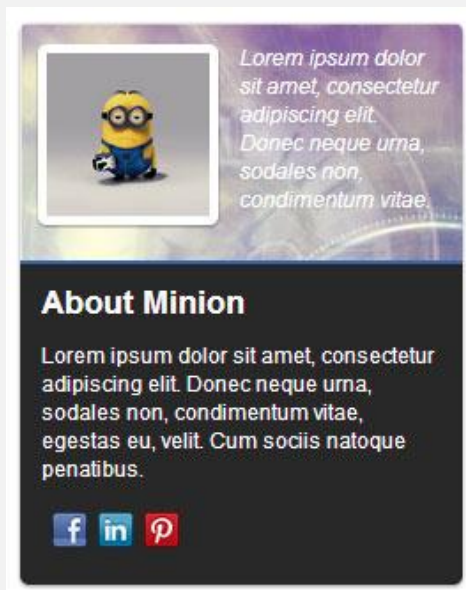 Lorem ipsum dolor
sit amet, consectetur
adipiscing elit.
Donec neque urna,
sodales non,
condimentum vitae.
About Minion
Lorem ipsum dolor sit amet, consectetur
adipiscing elit. Donec neque urna,
sodales non, condimentum vitae,
egestas eu, velit. Cum sociis natoque
penatibus.
f in P